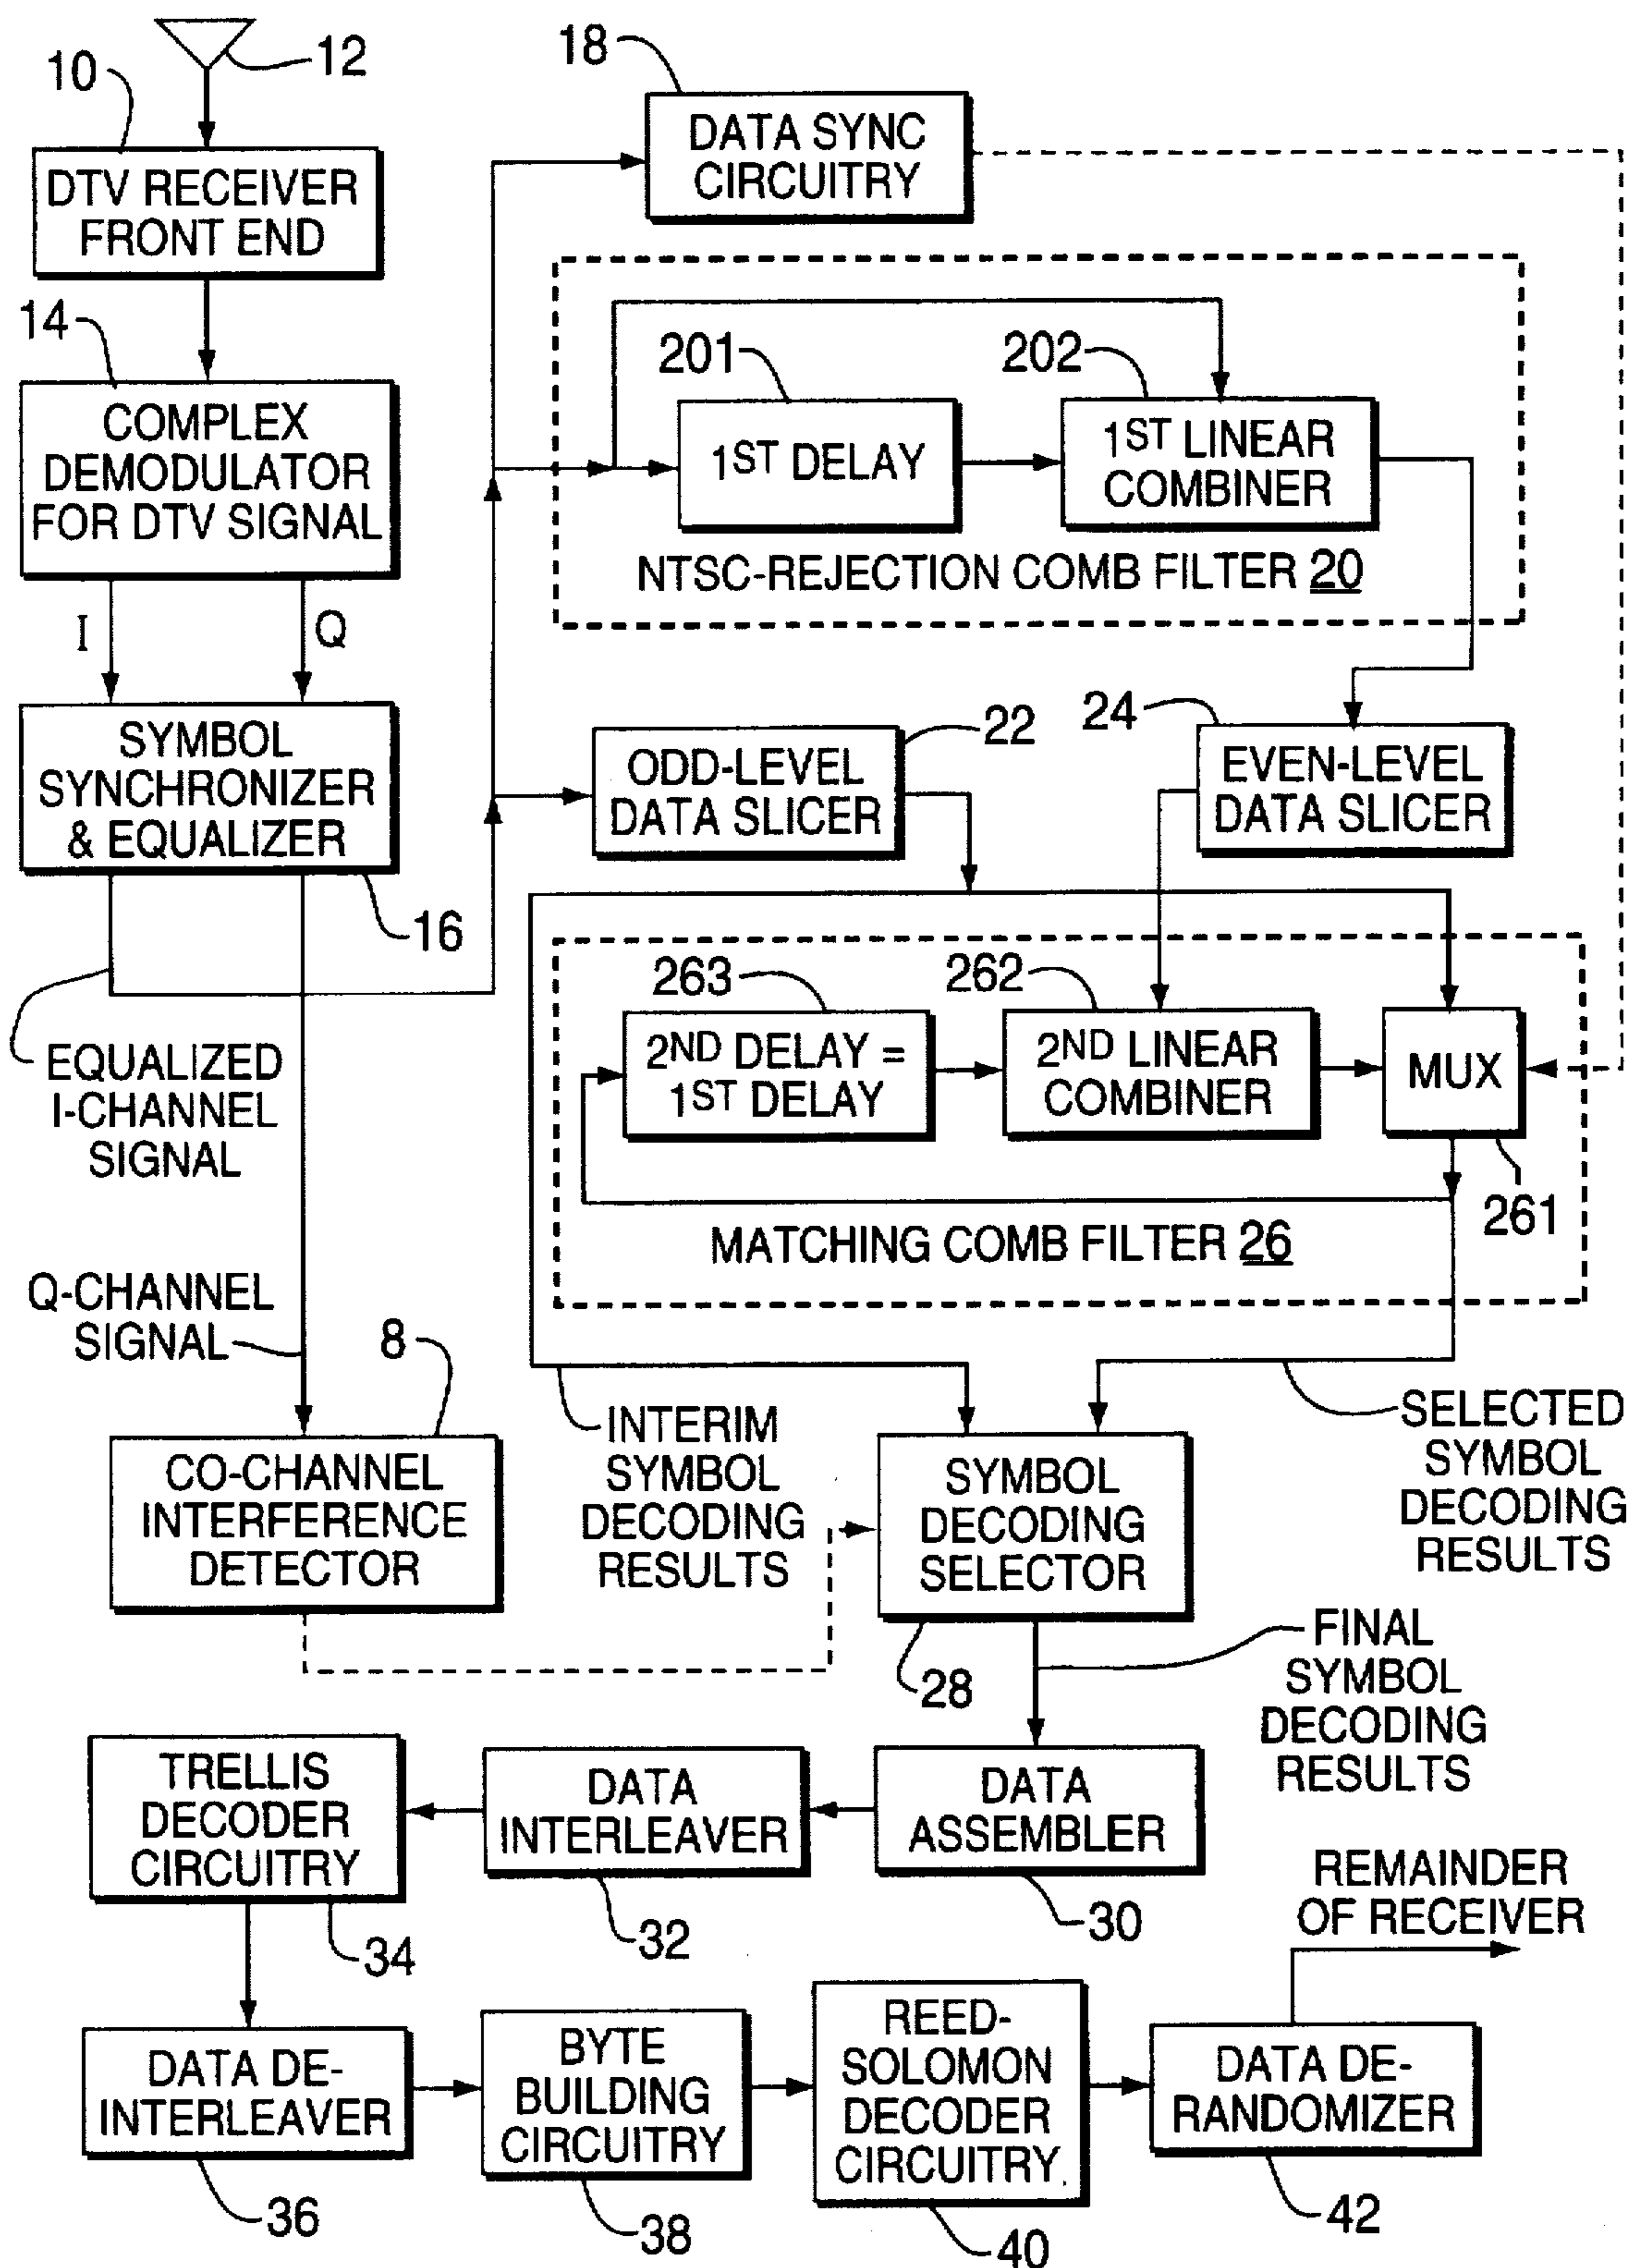 12
10
DTV RECEIVER
FRONT END
18
DATA SYNC
CIRCUITRY
14
COMPLEX
DEMODULATOR
FOR DTV SIGNAL
I
Q
201
1ST DELAY
202
1ST LINEAR
COMBINER
NTSC-REJECTION COMB FILTER 20
SYMBOL
SYNCHRONIZER
& EQUALIZER
16
22
ODD-LEVEL
DATA SLICER
24
EVEN-LEVEL
DATA SLICER
263
2ND DELAY =
1ST DELAY
262
2ND LINEAR
COMBINER
MUX
261
MATCHING COMB FILTER 26
EQUALIZED
I-CHANNEL
SIGNAL
Q-CHANNEL
SIGNAL
8
CO-CHANNEL
INTERFERENCE
DETECTOR
INTERIM
SYMBOL
DECODING
RESULTS
SYMBOL
DECODING
SELECTOR
28
SELECTED
SYMBOL
DECODING
RESULTS
FINAL
SYMBOL
DECODING
RESULTS
TRELLIS
DECODER
CIRCUITRY
34
DATA
INTERLEAVER
32
DATA
ASSEMBLER
30
REMAINDER
OF RECEIVER
DATA DE-
INTERLEAVER
36
BYTE
BUILDING
CIRCUITRY
38
REED-
SOLOMON
DECODER
CIRCUITRY
40
DATA DE-
RANDOMIZER
42